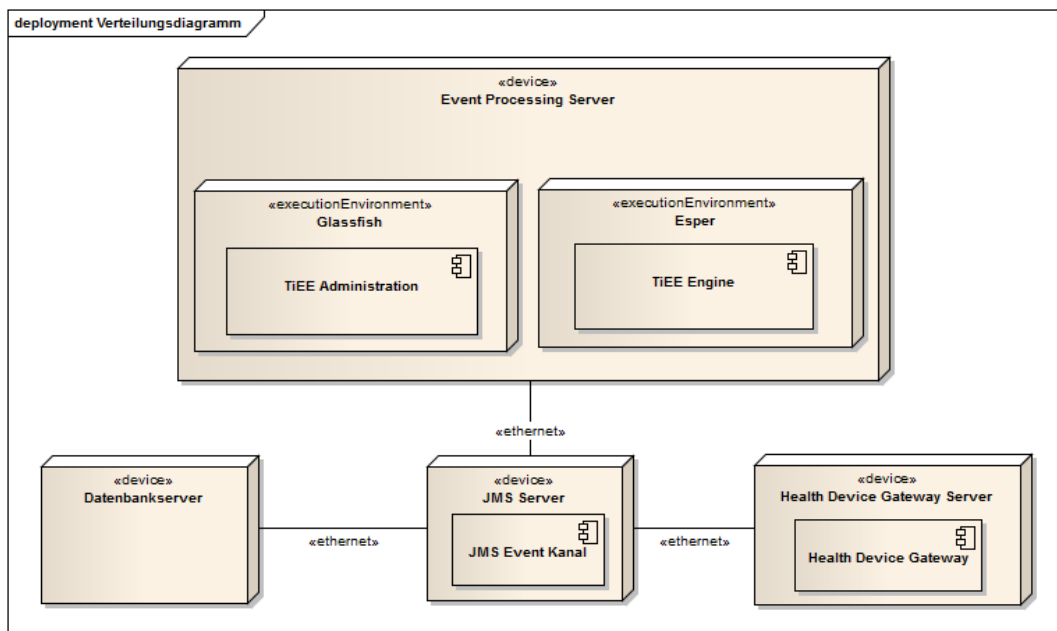 deployment Verteilungsdiagramm
«device»
Event Processing Server
«executionEnvironment»
Glassfish
TiEE Administration
«executionEnvironment»
Esper
TiEE Engine
«ethernet»
«device»
Datenbankserver
«ethernet»
«device»
JMS Server
JMS Event Kanal
«ethernet»
«device»
Health Device Gateway Server
Health Device Gateway